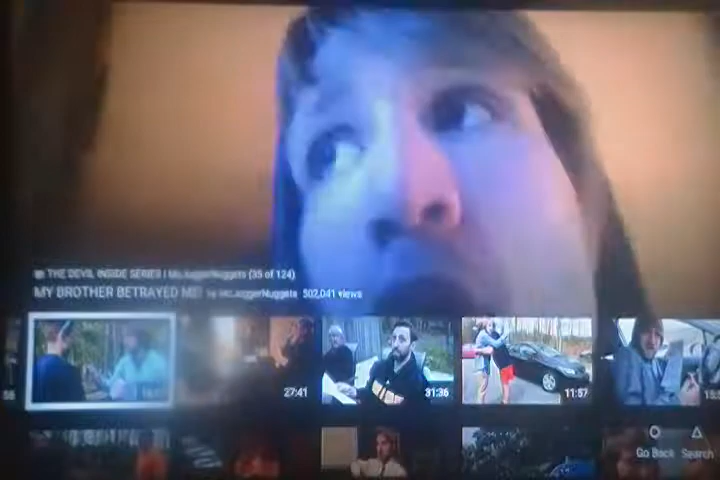 THE DEVIL INSIDE SERIES | McJuggerNuggets (35 of 124)
MY BROTHER BETRAYED ME! by McJuggerNuggets 502,041 views
27:41
31:36
11:57
Go Back Search